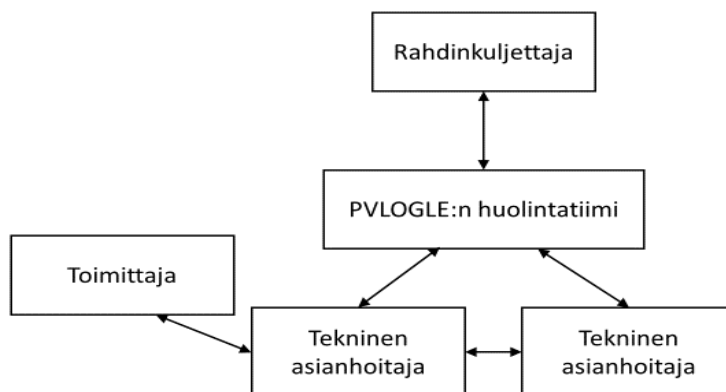 Rahdinkuljettaja
PVLOGLE:n huolintatiimi
Toimittaja
Tekninen
asianhoitaja
Tekninen
asianhoitaja